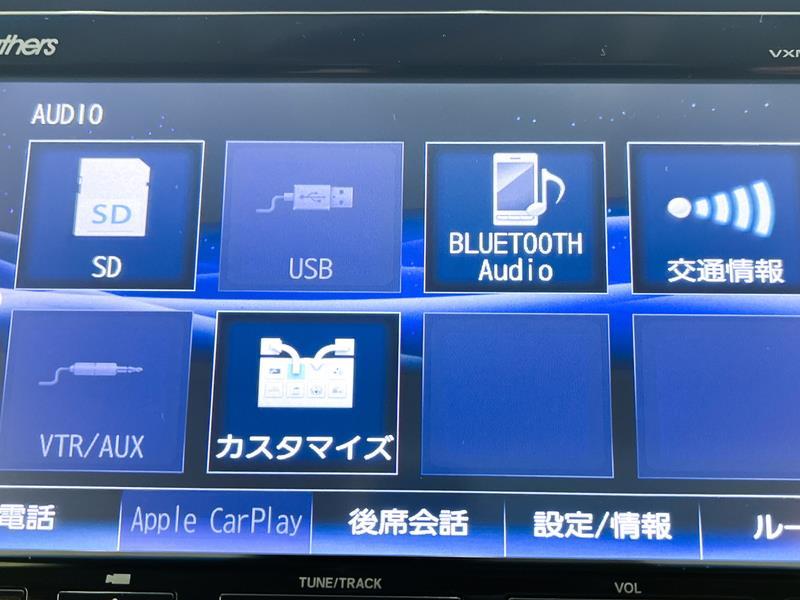 AUDIO
SD
SD
USB
BLUETOOTH
Audio
交通情報
VTR/AUX
カスタマイズ
電話
Apple CarPlay
後席会話
設定/情報
TUNE/TRACK
VOL